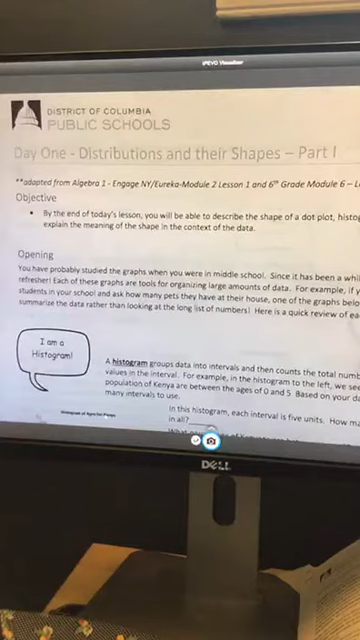 IPEVO Visualizer
DISTRICT OF COLUMBIA
PUBLIC SCHOOLS
Day One - Distributions and their Shapes – Part I
**adapted from Algebra 1 - Engage NY/Eureka-Module 2 Lesson 1 and 6th Grade Module 6 – L
Objective
• By the end of today's lesson, you will be able to describe the shape of a dot plot, histog
explain the meaning of the shape in the context of the data.
Opening
You have probably studied the graphs when you were in middle school. Since it has been a whi
refresher! Each of these graphs are tools for organizing large amounts of data. For example, if y
students in your school and ask how many pets they have at their house, one of the graphs belo
summarize the data rather than looking at the long list of numbers! Here is a quick review of ea
I am a
Histogram!
A histogram groups data into intervals and then counts the total numb
values in the interval. For example, in the histogram to the left, we see
population of Kenya are between the ages of 0 and 5. Based on your da
many intervals to use.
In this histogram, each interval is five units. How ma
in all?
DELL